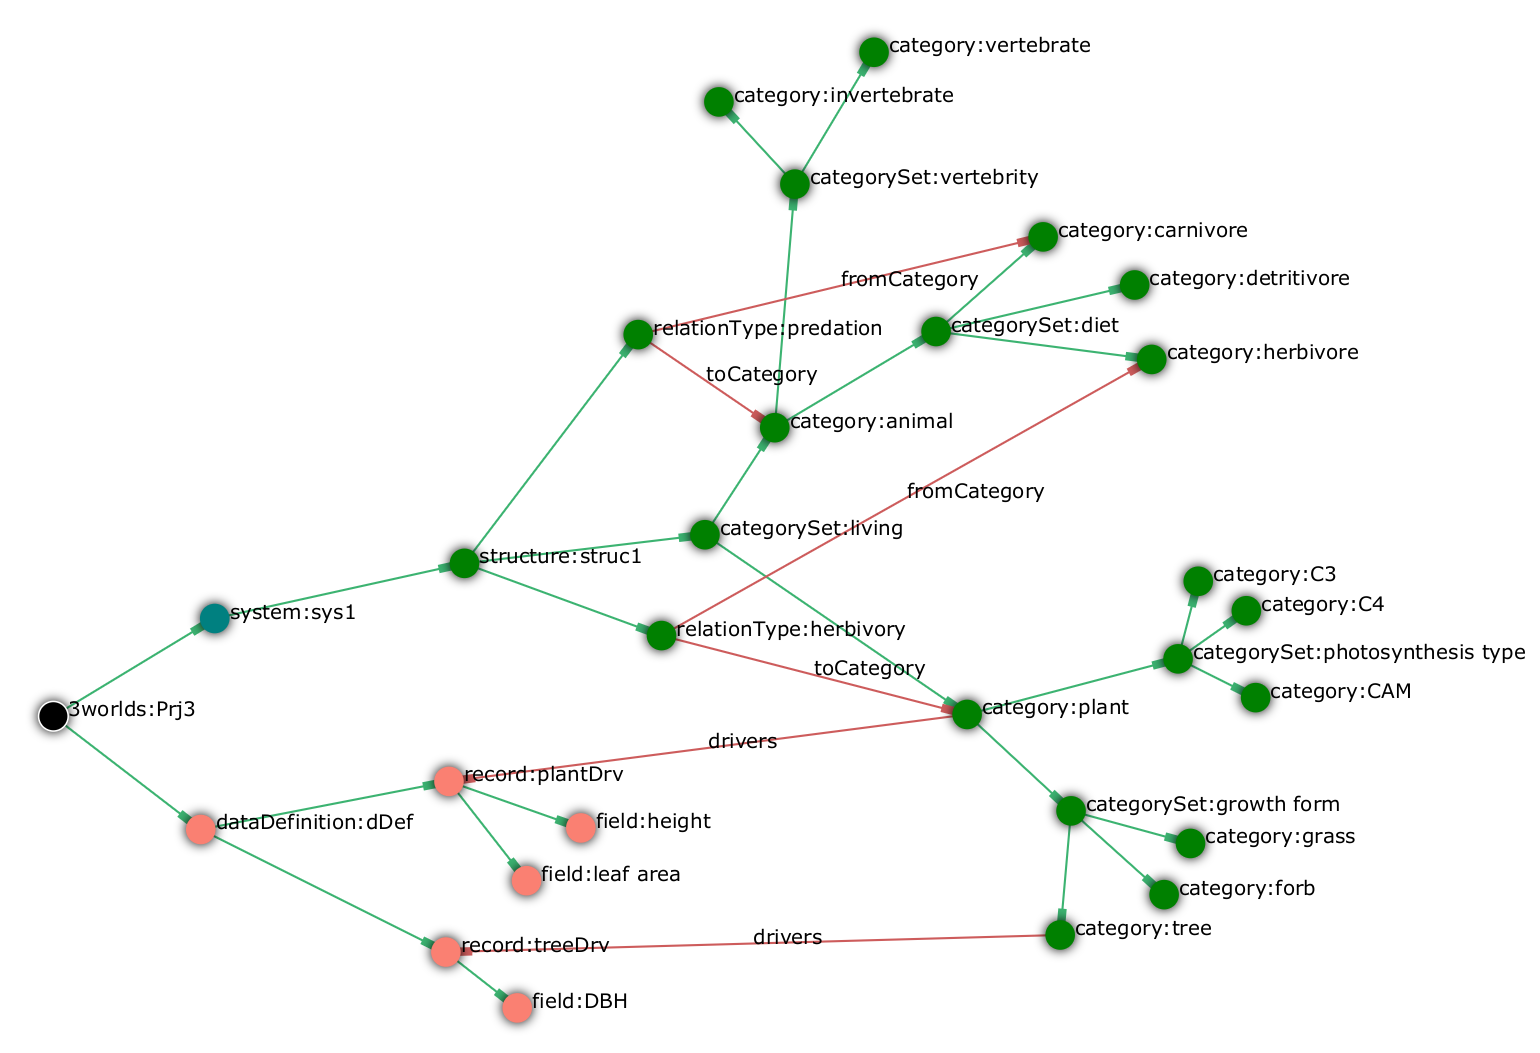 category:vertebrate
category:invertebrate
categorySet:vertebrity
category:carnivore
fromCategory
category:detritivore
relationType:predation
categorySet:diet
category:herbivore
toCategory
category:animal
fromCategory
categorySet:living
structure:struc1
category:C3
category:C4
system:sys1
relationType:herbivory
categorySet:photosynthesis type
toCategory
category:CAM
3worlds:Prj3
category:plant
drivers
record:plantDrv
categorySet:growth form
dataDefinition:dDef
field:height
category:grass
field:leaf area
category:forb
category:tree
drivers
record:treeDrv
field:DBH